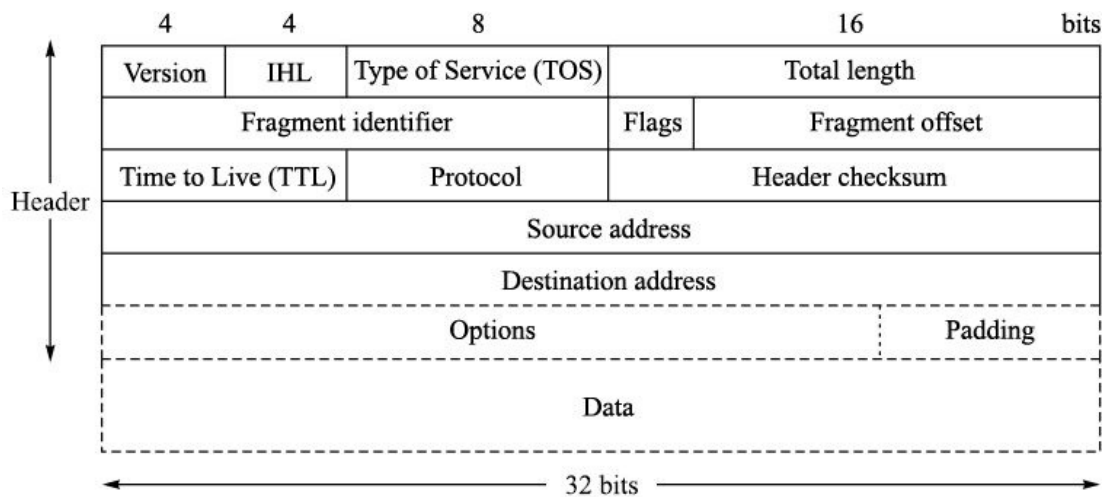 4 4 8 16 bits
Version IHL Type of Service (TOS) Total length
Fragment identifier Flags Fragment offset
Time to Live (TTL) Protocol Header checksum
Header
Source address
Destination address
Options Padding
Data
32 bits